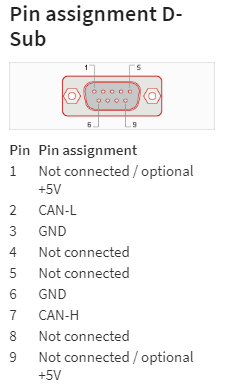 Pin assignment D-
Sub
1 5
6 9
Pin Pin assignment
1 Not connected / optional
+5V
2 CAN-L
3 GND
4 Not connected
5 Not connected
6 GND
7 CAN-H
8 Not connected
9 Not connected / optional
+5V